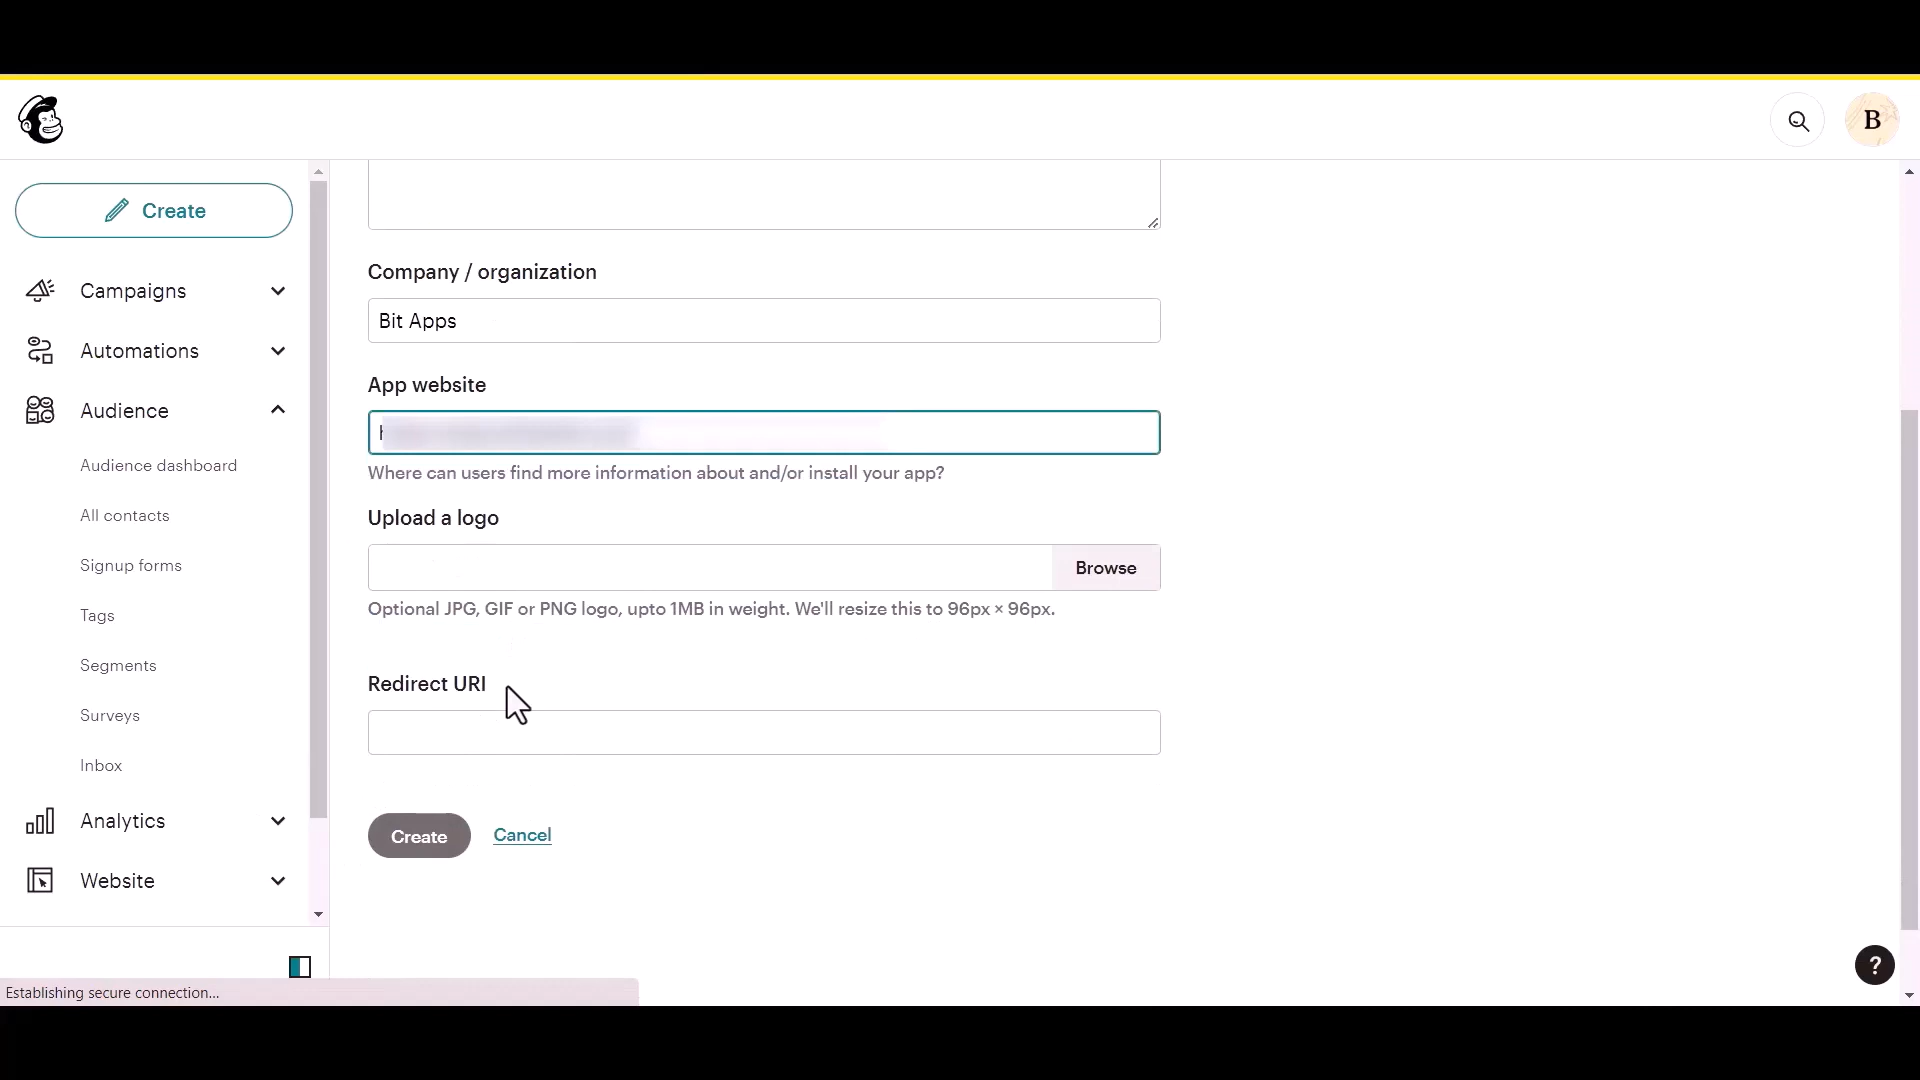 B
Create
Campaigns
Automations
Audience
Audience dashboard
All contacts
Signup forms
Tags
Segments
Surveys
Inbox
Analytics
Website
Company / organization
Bit Apps
App website
Where can users find more information about and/or install your app?
Upload a logo
Browse
Optional JPG, GIF or PNG logo, upto 1MB in weight. We'll resize this to 96px × 96px.
Redirect URI
Create
Cancel
?
Establishing secure connection...